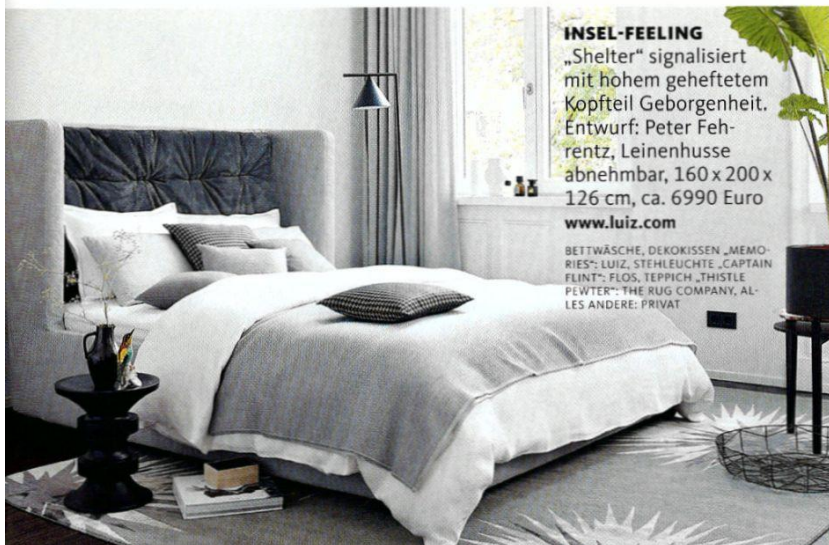 INSEL-FEELING
„Shelter“ signalisiert
mit hohem geheftetem
Kopfteil Geborgenheit.
Entwurf: Peter Feh-
rentz, Leinenhusse
abnehmbar, 160 x 200 x
126 cm, ca. 6990 Euro
www.luiz.com
BETTWÄSCHE, DEKOKISSEN „MEMO-
RIES“: LUIZ, STEHLEUCHTE „CAPTAIN
FLINT“: FLOS, TEPPICH „THISTLE
PEWTER“: THE RUG COMPANY, AL-
LES ANDERE: PRIVAT